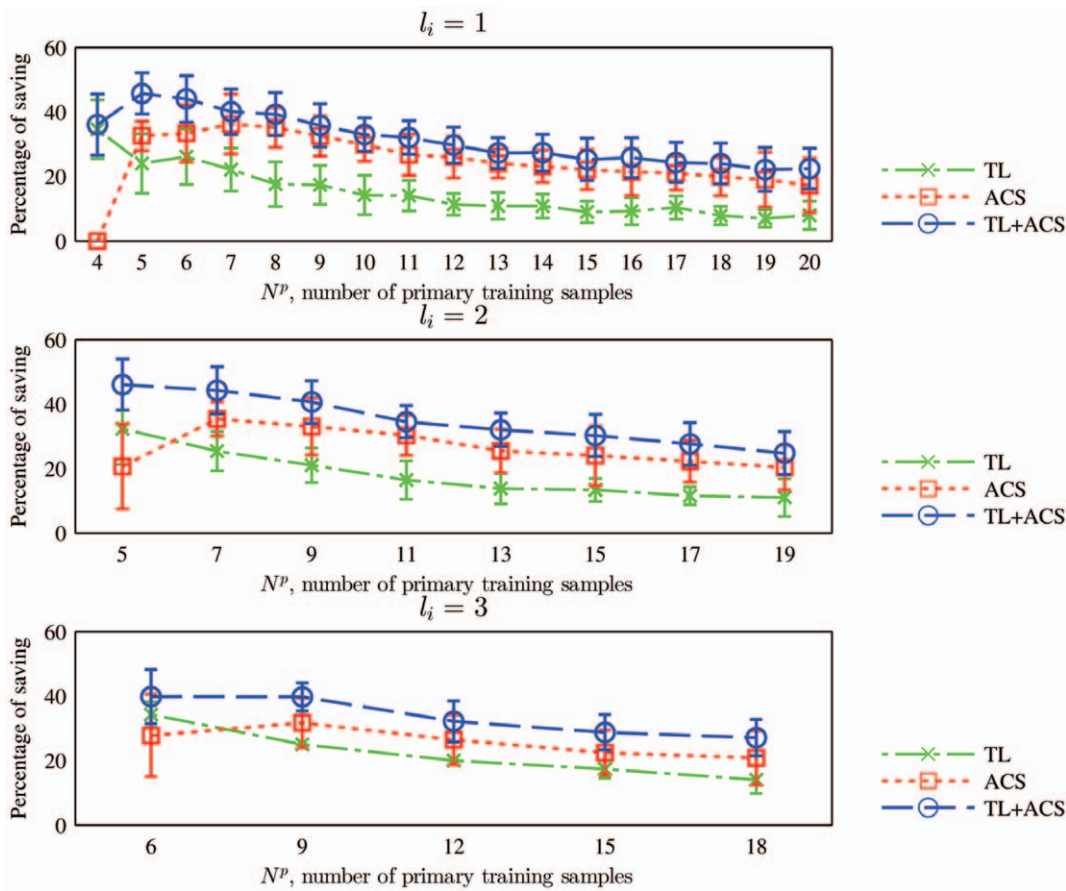 l_i = 1
Percentage of saving
60
40
20
0
4 5 6 7 8 9 10 11 12 13 14 15 16 17 18 19 20
N^p, number of primary training samples
TL
ACS
TL+ACS
l_i = 2
Percentage of saving
60
40
20
0
5 7 9 11 13 15 17 19
N^p, number of primary training samples
TL
ACS
TL+ACS
l_i = 3
Percentage of saving
60
40
20
0
6 9 12 15 18
N^p, number of primary training samples
TL
ACS
TL+ACS